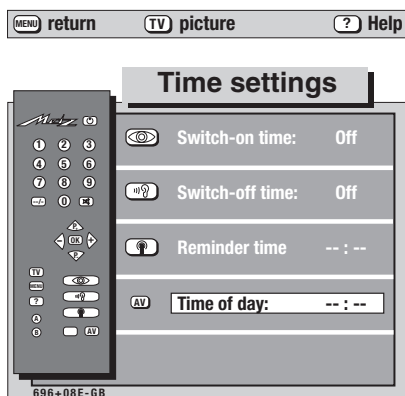 MENU return TV picture ? Help
Time settings
Metz
1 2 3
4 5 6
7 8 9
-/-- 0
P+
- OK +
P-
TV
MENU
?
A
B AV
Switch-on time: Off
Switch-off time: Off
Reminder time -- : --
AV Time of day: -- : --
696+08E-GB